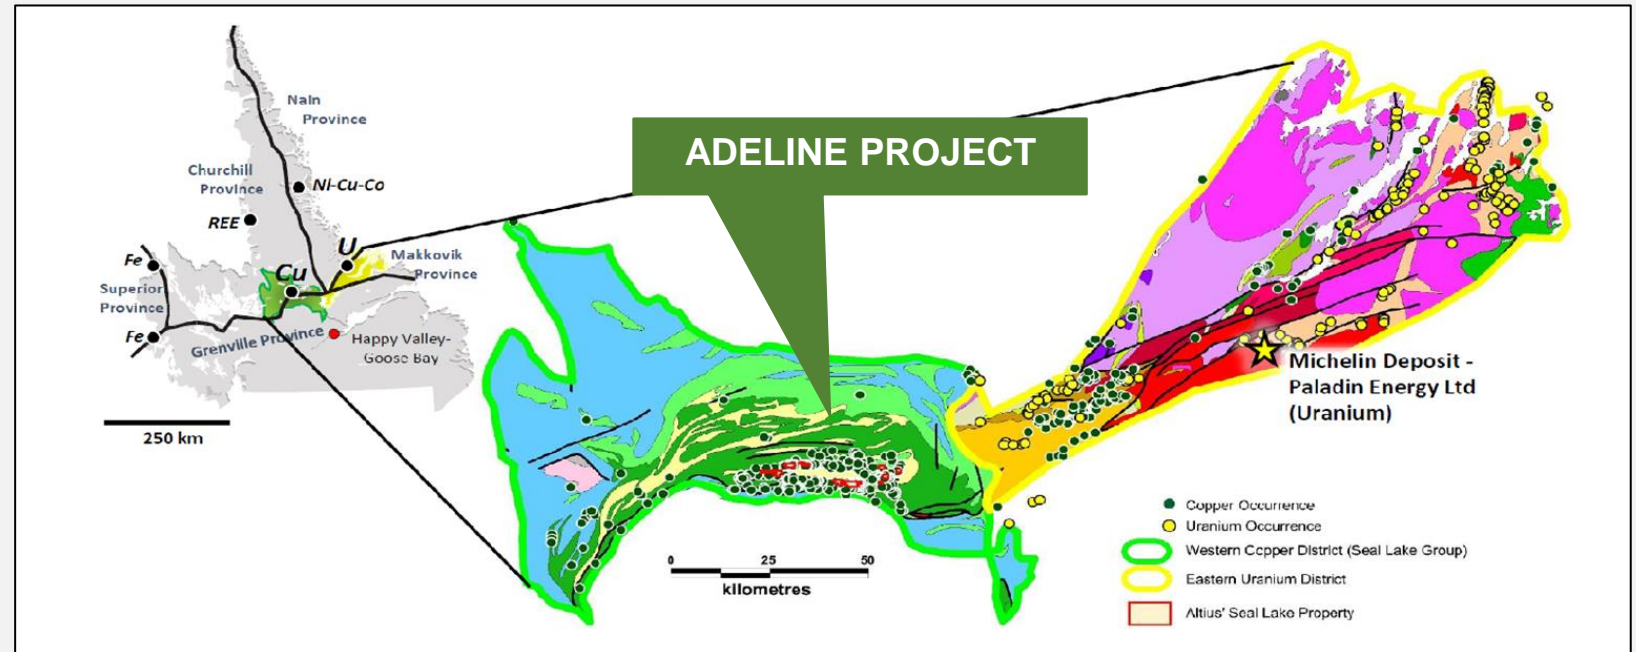 Nain
Province
Churchill
Province
NI-Cu-Co
REE
U
Makkovik
Province
Fe
Cu
Superior
Province
Fe
Grenville Province
Happy Valley-
Goose Bay
250 km
ADELINE PROJECT
Michelin Deposit -
Paladin Energy Ltd
(Uranium)
0 25 50
kilometres
Copper Occurrence
Uranium Occurrence
Western Copper District (Seal Lake Group)
Eastern Uranium District
Altius' Seal Lake Property